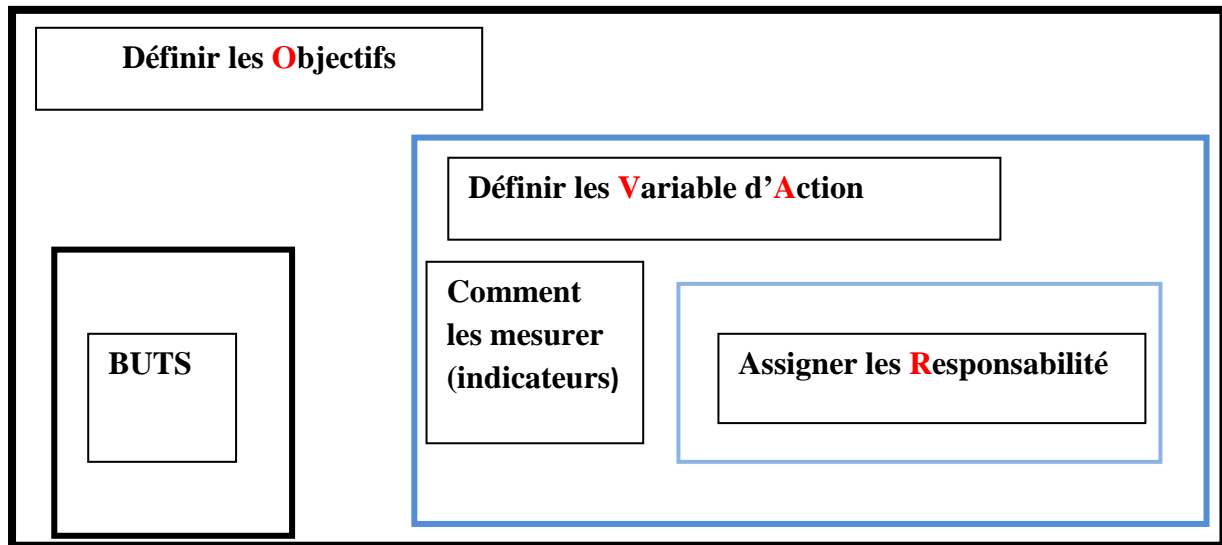 Définir les Objectifs
Définir les Variable d’Action
Comment
les mesurer
(indicateurs)
BUTS
Assigner les Responsabilité